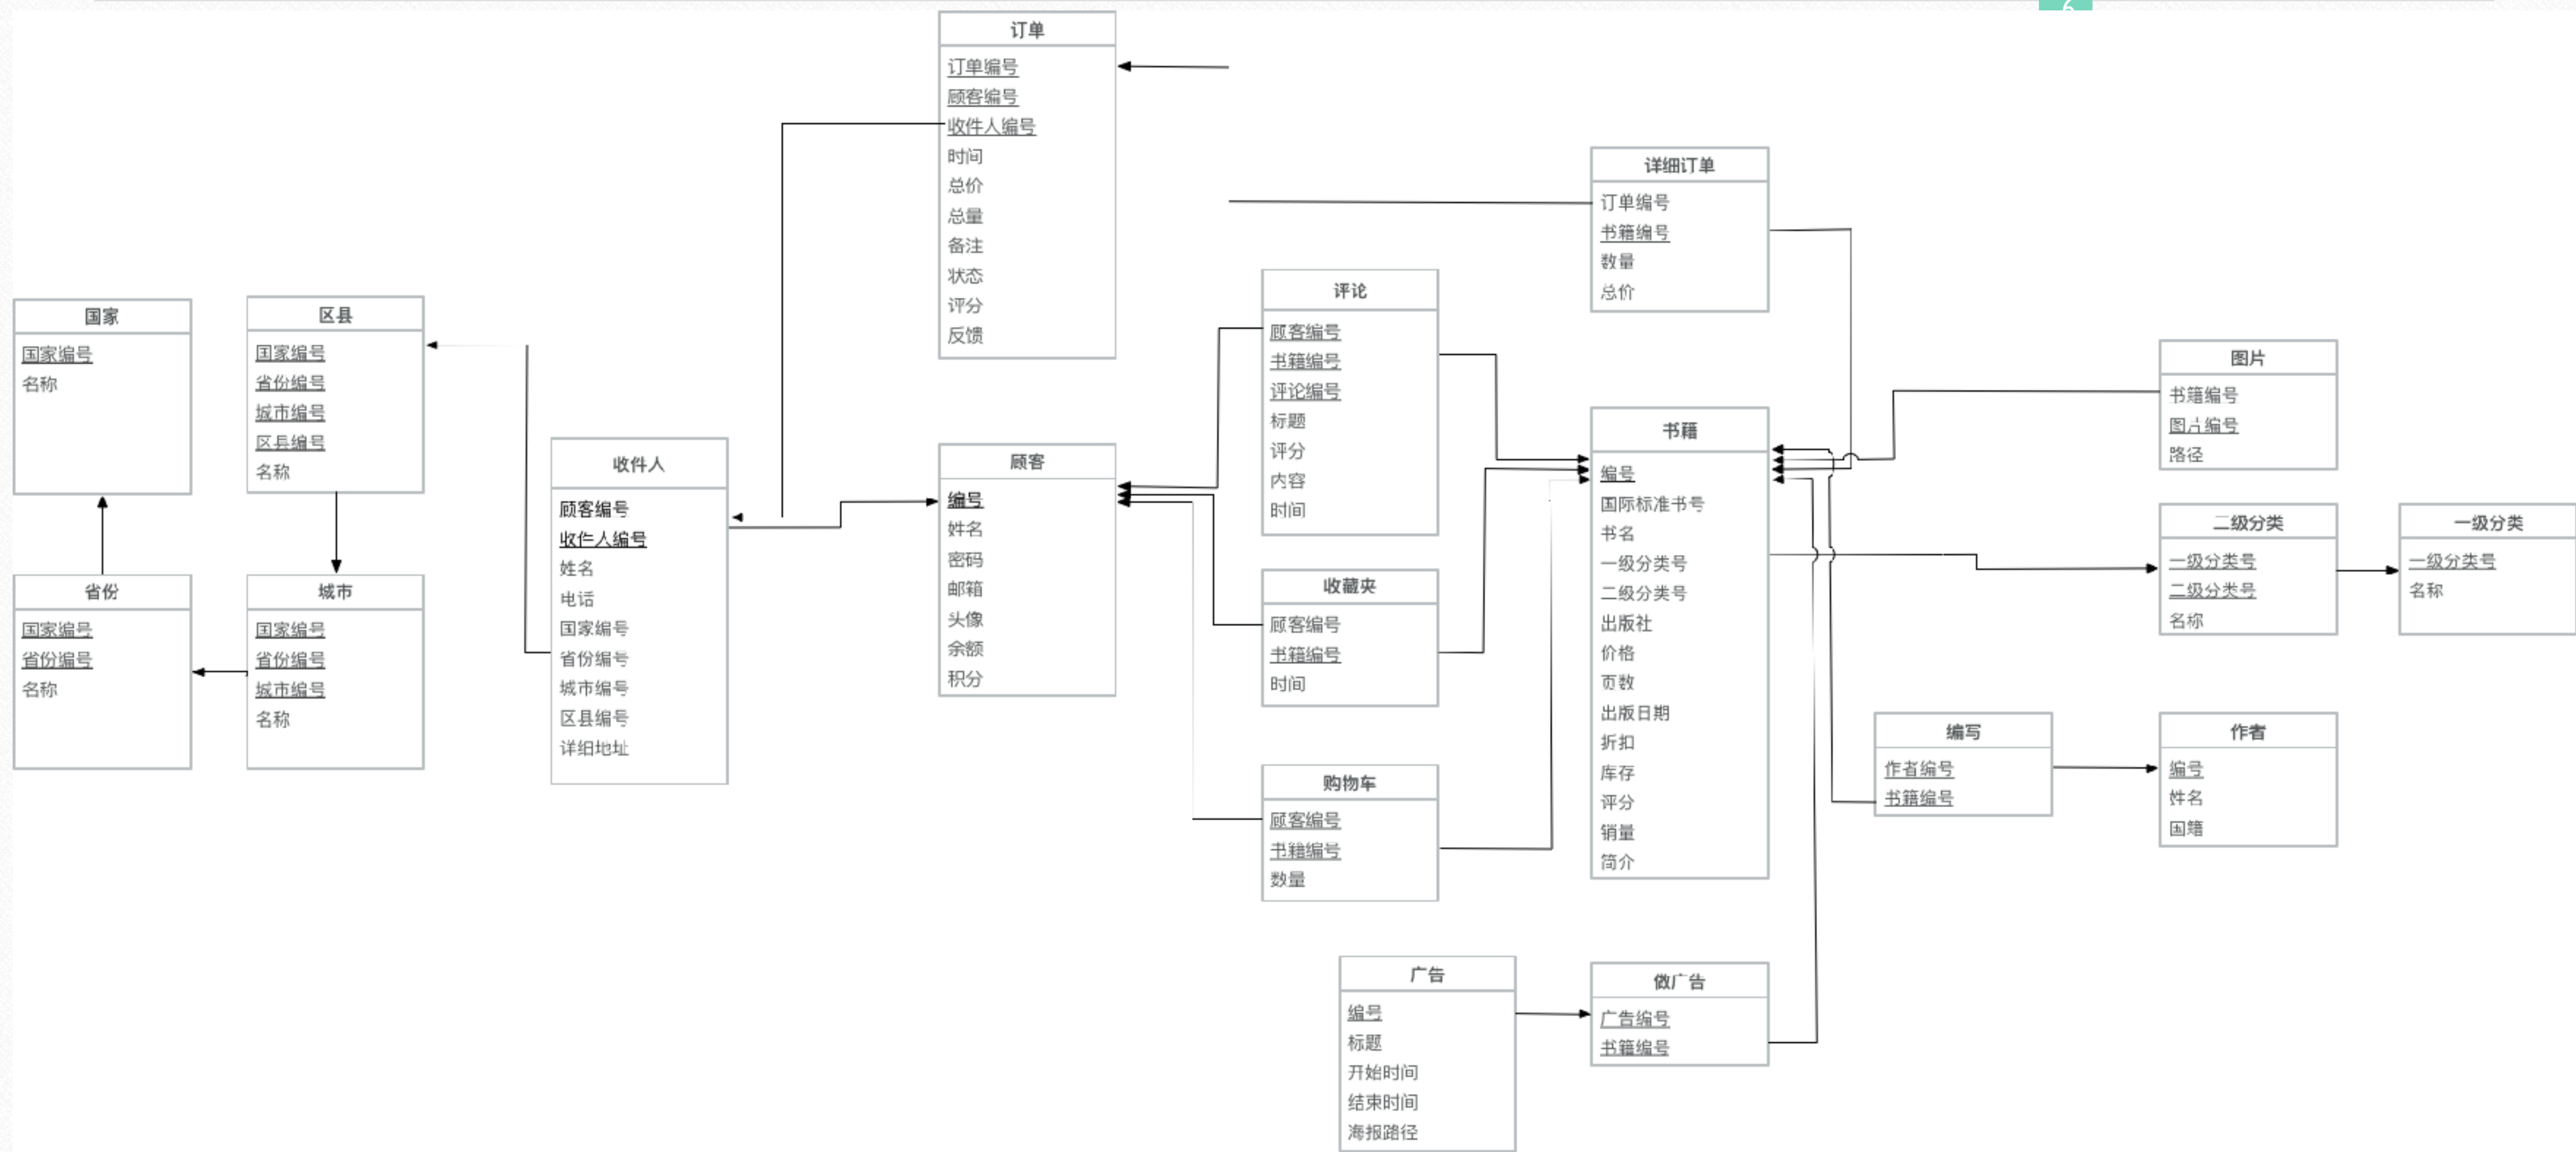 6
订单
订单编号
顾客编号
收件人编号
时间
总价
总量
备注
状态
评分
反馈
详细订单
订单编号
书籍编号
数量
总价
评论
顾客编号
书籍编号
评论编号
标题
评分
内容
时间
国家
国家编号
名称
区县
国家编号
省份编号
城市编号
区县编号
名称
图片
书籍编号
图片编号
路径
收件人
顾客编号
收件人编号
姓名
电话
国家编号
省份编号
城市编号
区县编号
详细地址
顾客
编号
姓名
密码
邮箱
头像
余额
积分
书籍
编号
国际标准书号
书名
一级分类号
二级分类号
出版社
价格
页数
出版日期
折扣
库存
评分
销量
简介
二级分类
一级分类号
二级分类号
名称
一级分类
一级分类号
名称
省份
国家编号
省份编号
名称
城市
国家编号
省份编号
城市编号
名称
收藏夹
顾客编号
书籍编号
时间
编写
作者编号
书籍编号
作者
编号
姓名
国籍
购物车
顾客编号
书籍编号
数量
广告
编号
标题
开始时间
结束时间
海报路径
做广告
广告编号
书籍编号